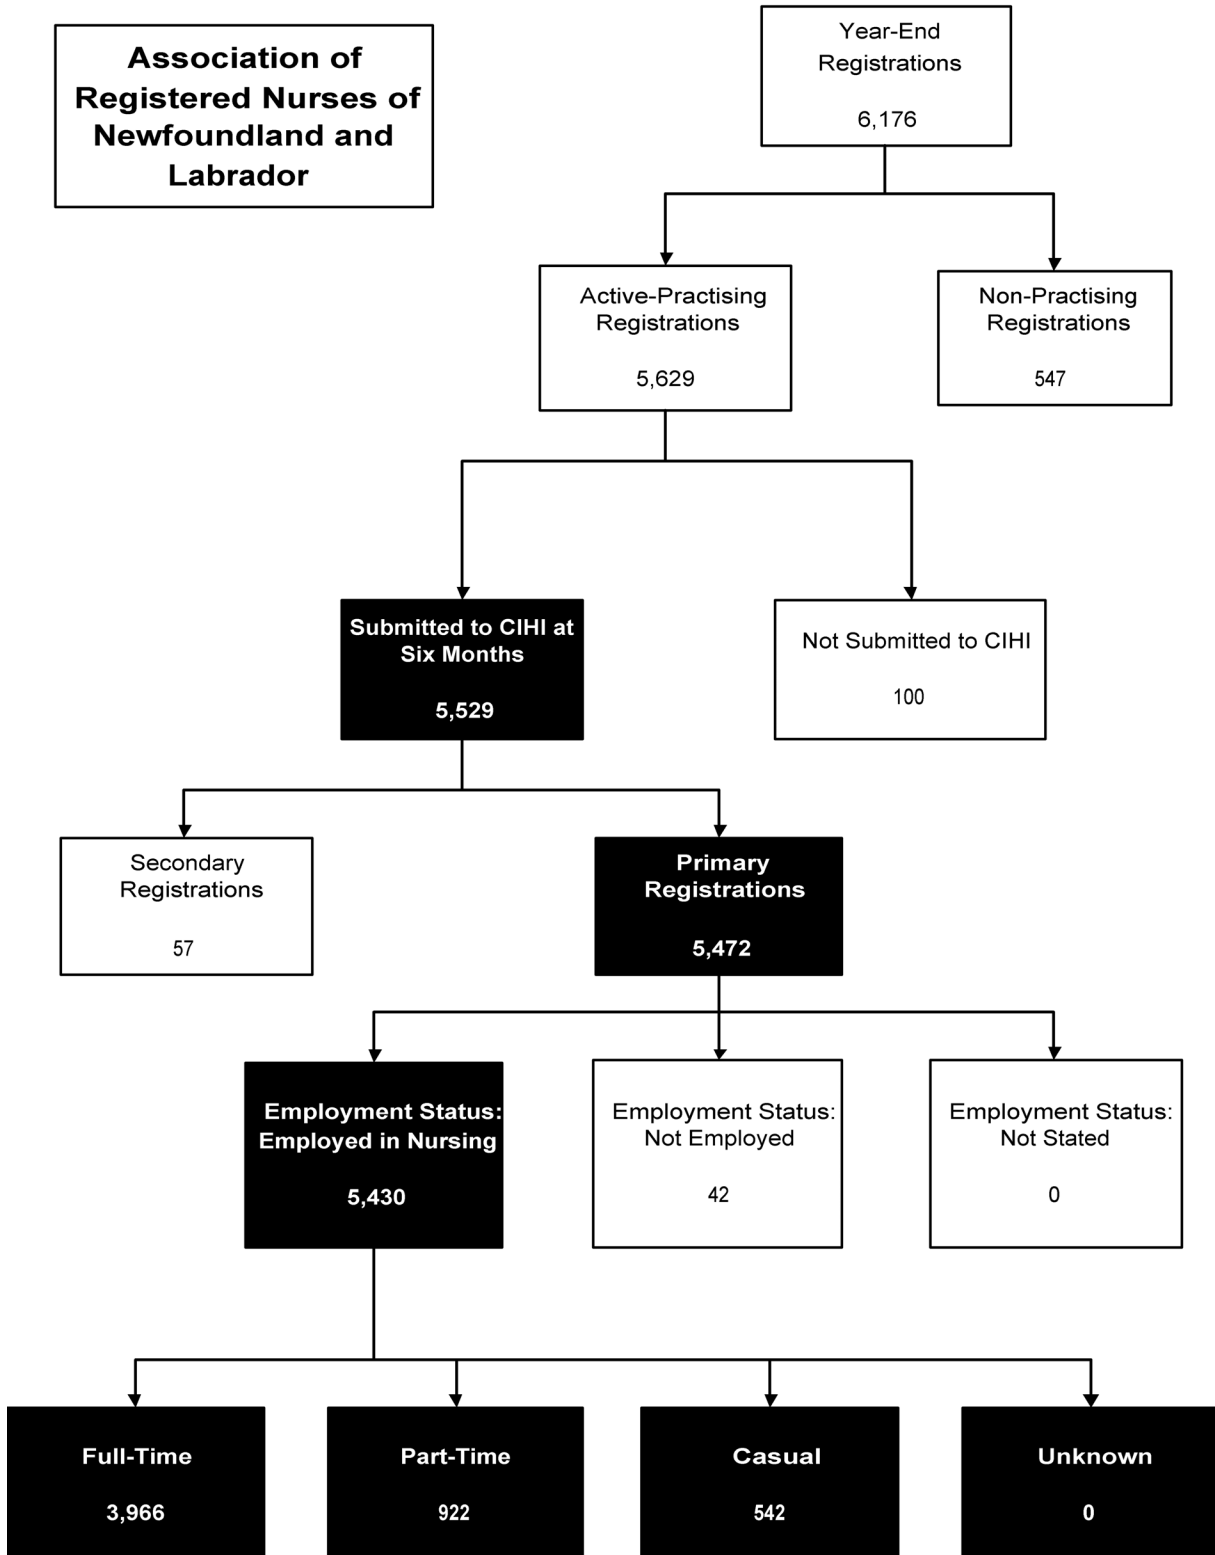 Association of
Registered Nurses of
Newfoundland and
Labrador
Year-End
Registrations
6,176
Active-Practising
Registrations
5,629
Non-Practising
Registrations
547
Submitted to CIHI at
Six Months
5,529
Not Submitted to CIHI
100
Secondary
Registrations
57
Primary
Registrations
5,472
Employment Status:
Employed in Nursing
5,430
Employment Status:
Not Employed
42
Employment Status:
Not Stated
0
Full-Time
3,966
Part-Time
922
Casual
542
Unknown
0